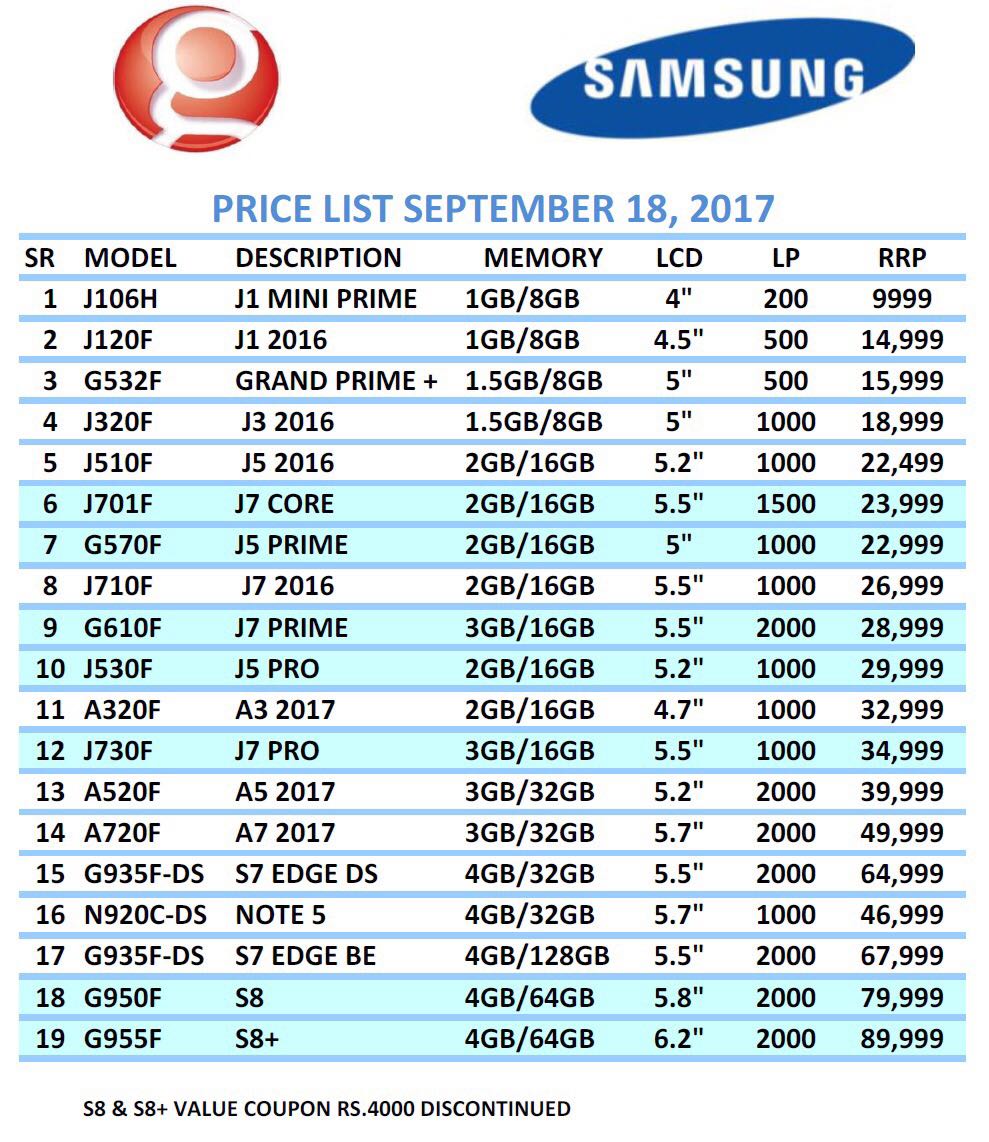 SAMSUNG
PRICE LIST SEPTEMBER 18, 2017
SR MODEL DESCRIPTION MEMORY LCD LP RRP
1 J106H J1 MINI PRIME 1GB/8GB 4" 200 9999
2 J120F J1 2016 1GB/8GB 4.5" 500 14,999
3 G532F GRAND PRIME + 1.5GB/8GB 5" 500 15,999
4 J320F J3 2016 1.5GB/8GB 5" 1000 18,999
5 J510F J5 2016 2GB/16GB 5.2" 1000 22,499
6 J701F J7 CORE 2GB/16GB 5.5" 1500 23,999
7 G570F J5 PRIME 2GB/16GB 5" 1000 22,999
8 J710F J7 2016 2GB/16GB 5.5" 1000 26,999
9 G610F J7 PRIME 3GB/16GB 5.5" 2000 28,999
10 J530F J5 PRO 2GB/16GB 5.2" 1000 29,999
11 A320F A3 2017 2GB/16GB 4.7" 1000 32,999
12 J730F J7 PRO 3GB/16GB 5.5" 1000 34,999
13 A520F A5 2017 3GB/32GB 5.2" 2000 39,999
14 A720F A7 2017 3GB/32GB 5.7" 2000 49,999
15 G935F-DS S7 EDGE DS 4GB/32GB 5.5" 2000 64,999
16 N920C-DS NOTE 5 4GB/32GB 5.7" 1000 46,999
17 G935F-DS S7 EDGE BE 4GB/128GB 5.5" 2000 67,999
18 G950F S8 4GB/64GB 5.8" 2000 79,999
19 G955F S8+ 4GB/64GB 6.2" 2000 89,999
S8 & S8+ VALUE COUPON RS.4000 DISCONTINUED